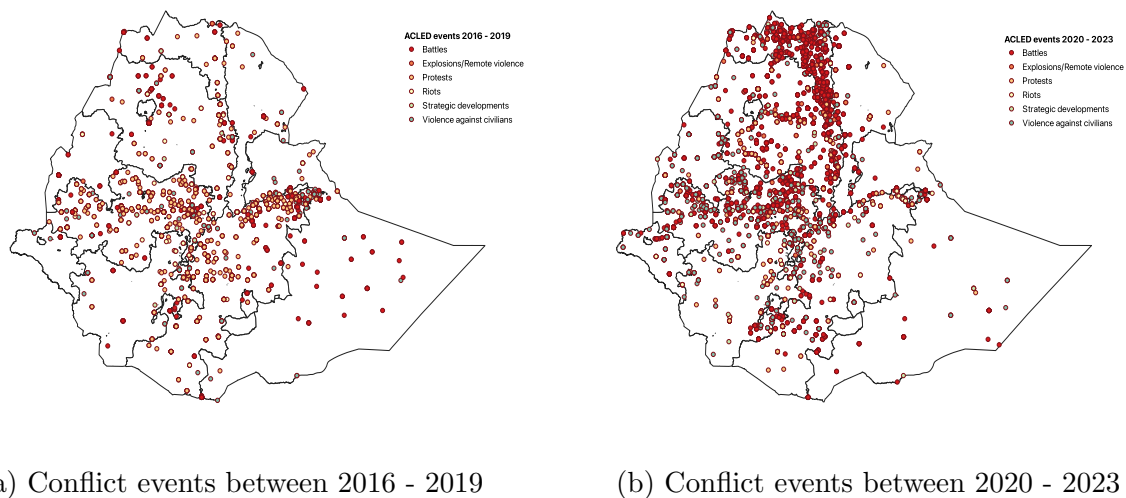 ACLED events 2016 - 2019
Battles
Explosions/Remote violence
Protests
Riots
Strategic developments
Violence against civilians
ACLED events 2020 - 2023
Battles
Explosions/Remote violence
Protests
Riots
Strategic developments
Violence against civilians
a) Conflict events between 2016 - 2019
(b) Conflict events between 2020 - 2023